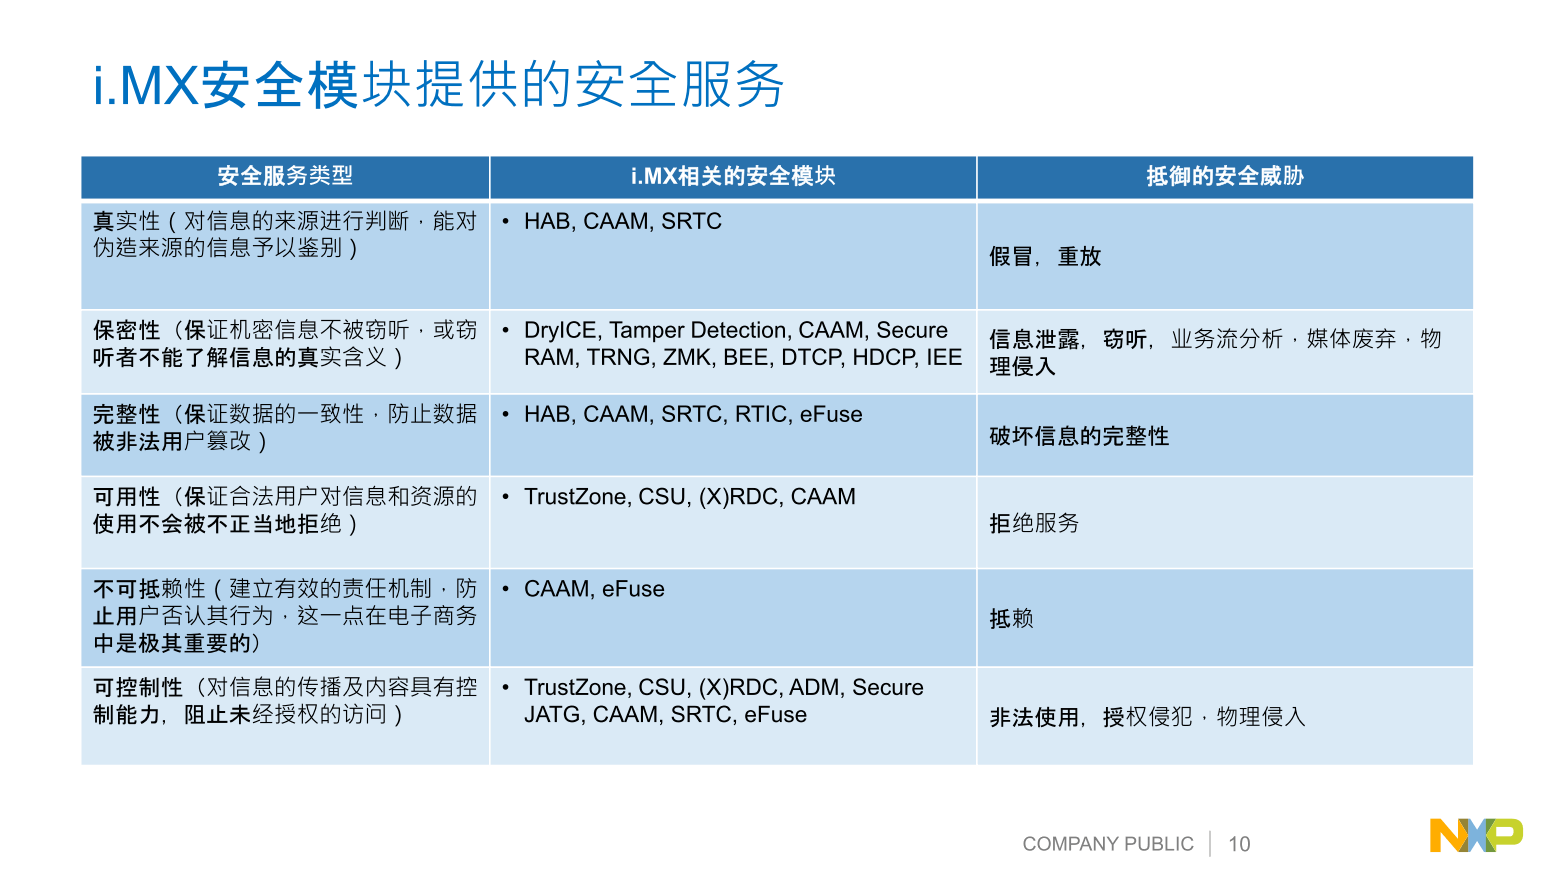 i.MX安全模块提供的安全服务
安全服务类型
i.MX相关的安全模块
抵御的安全威胁
真实性（对信息的来源进行判断，能对
伪造来源的信息予以鉴别）
• HAB, CAAM, SRTC
假冒，重放
保密性（保证机密信息不被窃听，或窃
听者不能了解信息的真实含义）
• DryICE, Tamper Detection, CAAM, Secure
RAM, TRNG, ZMK, BEE, DTCP, HDCP, IEE
信息泄露，窃听，业务流分析，媒体废弃，物
理侵入
完整性（保证数据的一致性，防止数据
被非法用户篡改）
• HAB, CAAM, SRTC, RTIC, eFuse
破坏信息的完整性
可用性（保证合法用户对信息和资源的
使用不会被不正当地拒绝）
• TrustZone, CSU, (X)RDC, CAAM
拒绝服务
不可抵赖性（建立有效的责任机制，防
止用户否认其行为，这一点在电子商务
中是极其重要的）
• CAAM, eFuse
抵赖
可控制性（对信息的传播及内容具有控
制能力，阻止未经授权的访问）
• TrustZone, CSU, (X)RDC, ADM, Secure
JATG, CAAM, SRTC, eFuse
非法使用，授权侵犯，物理侵入
COMPANY PUBLIC
10
NXP